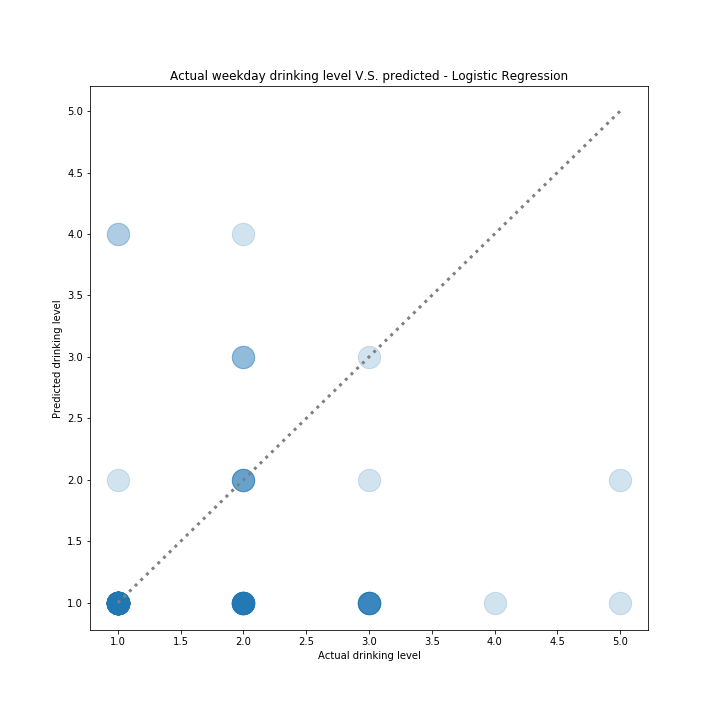 Actual weekday drinking level V.S. predicted - Logistic Regression
5.0
4.5
4.0
3.5
3.0
2.5
2.0
1.5
1.0
Predicted drinking level
1.0 1.5 2.0 2.5 3.0 3.5 4.0 4.5 5.0
Actual drinking level